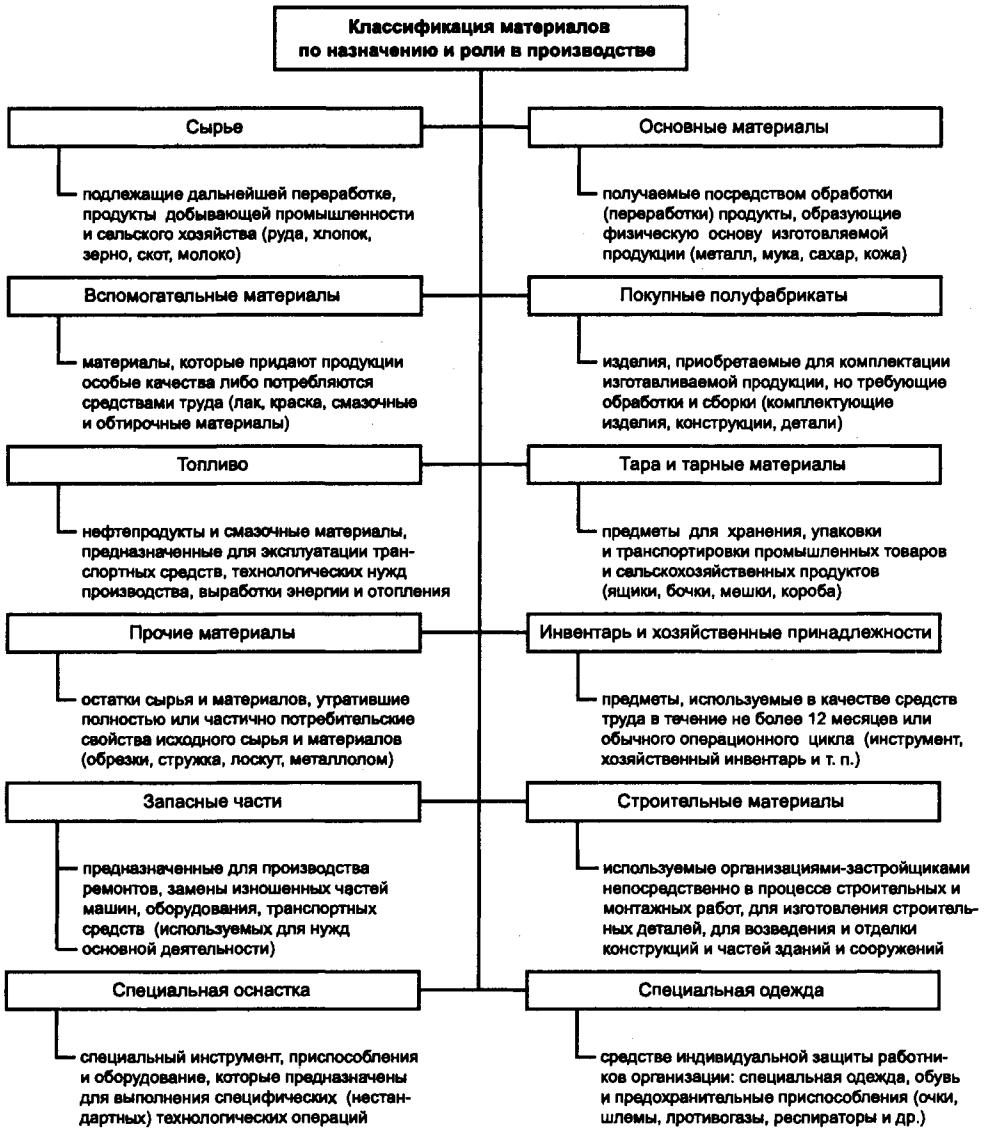 Классификация материалов
по назначению и роли в производстве
Сырье
подлежащие дальнейшей переработке,
продукты добывающей промышленности
и сельского хозяйства (руда, хлопок,
зерно, скот, молоко)
Основные материалы
получаемые посредством обработки
(переработки) продукты, образующие
физическую основу изготовляемой
продукции (металл, мука, сахар, кожа)
Вспомогательные материалы
материалы, которые придают продукции
особые качества либо потребляются
средствами труда (лак, краска, смазочные
и обтирочные материалы)
Покупные полуфабрикаты
изделия, приобретаемые для комплектации
изготавливаемой продукции, но требующие
обработки и сборки (комплектующие
изделия, конструкции, детали)
Топливо
нефтепродукты и смазочные материалы,
предназначенные для эксплуатации тран-
спортных средств, технологических нужд
производства, выработки энергии и отопления
Тара и тарные материалы
предметы для хранения, упаковки
и транспортировки промышленных товаров
и сельскохозяйственных продуктов
(ящики, бочки, мешки, короба)
Прочие материалы
остатки сырья и материалов, утратившие
полностью или частично потребительские
свойства исходного сырья и материалов
(обрезки, стружка, лоскут, металлолом)
Инвентарь и хозяйственные принадлежности
предметы, используемые в качестве средств
труда в течение не более 12 месяцев или
обычного операционного цикла (инструмент,
хозяйственный инвентарь и т. п.)
Запасные части
предназначенные для производства
ремонтов, замены изношенных частей
машин, оборудования, транспортных
средств (используемых для нужд
основной деятельности)
Строительные материалы
используемые организациями-застройщиками
непосредственно в процессе строительных и
монтажных работ, для изготовления строитель-
ных деталей, для возведения и отделки
конструкций и частей зданий и сооружений
Специальная оснастка
специальный инструмент, приспособления
и оборудование, которые предназначены
для выполнения специфических (нестан-
дартных) технологических операций
Специальная одежда
средстве индивидуальной защиты работни-
ков организации: специальная одежда, обувь
и предохранительные приспособления (очки,
шлемы, лротивогазы, респираторы и др.)